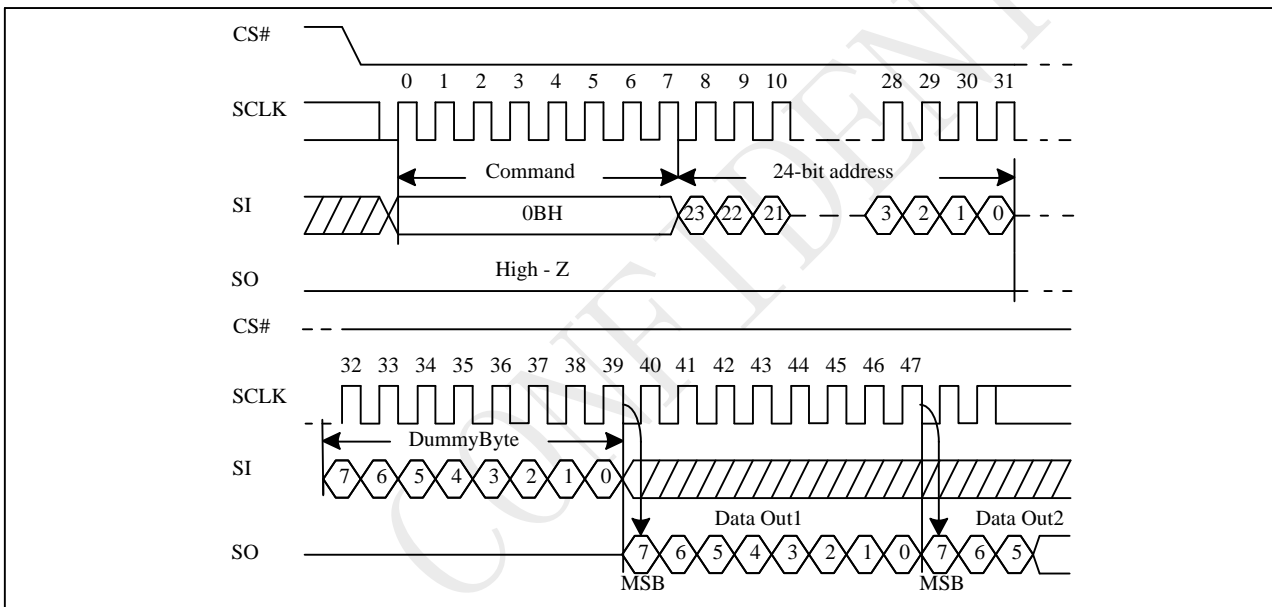 CS#
0 1 2 3 4 5 6 7 8 9 10 28 29 30 31
SCLK
Command 24-bit address
SI 0BH 23 22 21 3 2 1 0
High - Z
SO
CS#
32 33 34 35 36 37 38 39 40 41 42 43 44 45 46 47
SCLK
DummyByte
SI 7 6 5 4 3 2 1 0
Data Out1 Data Out2
SO 7 6 5 4 3 2 1 0 7 6 5
MSB MSB
CONFIDENT